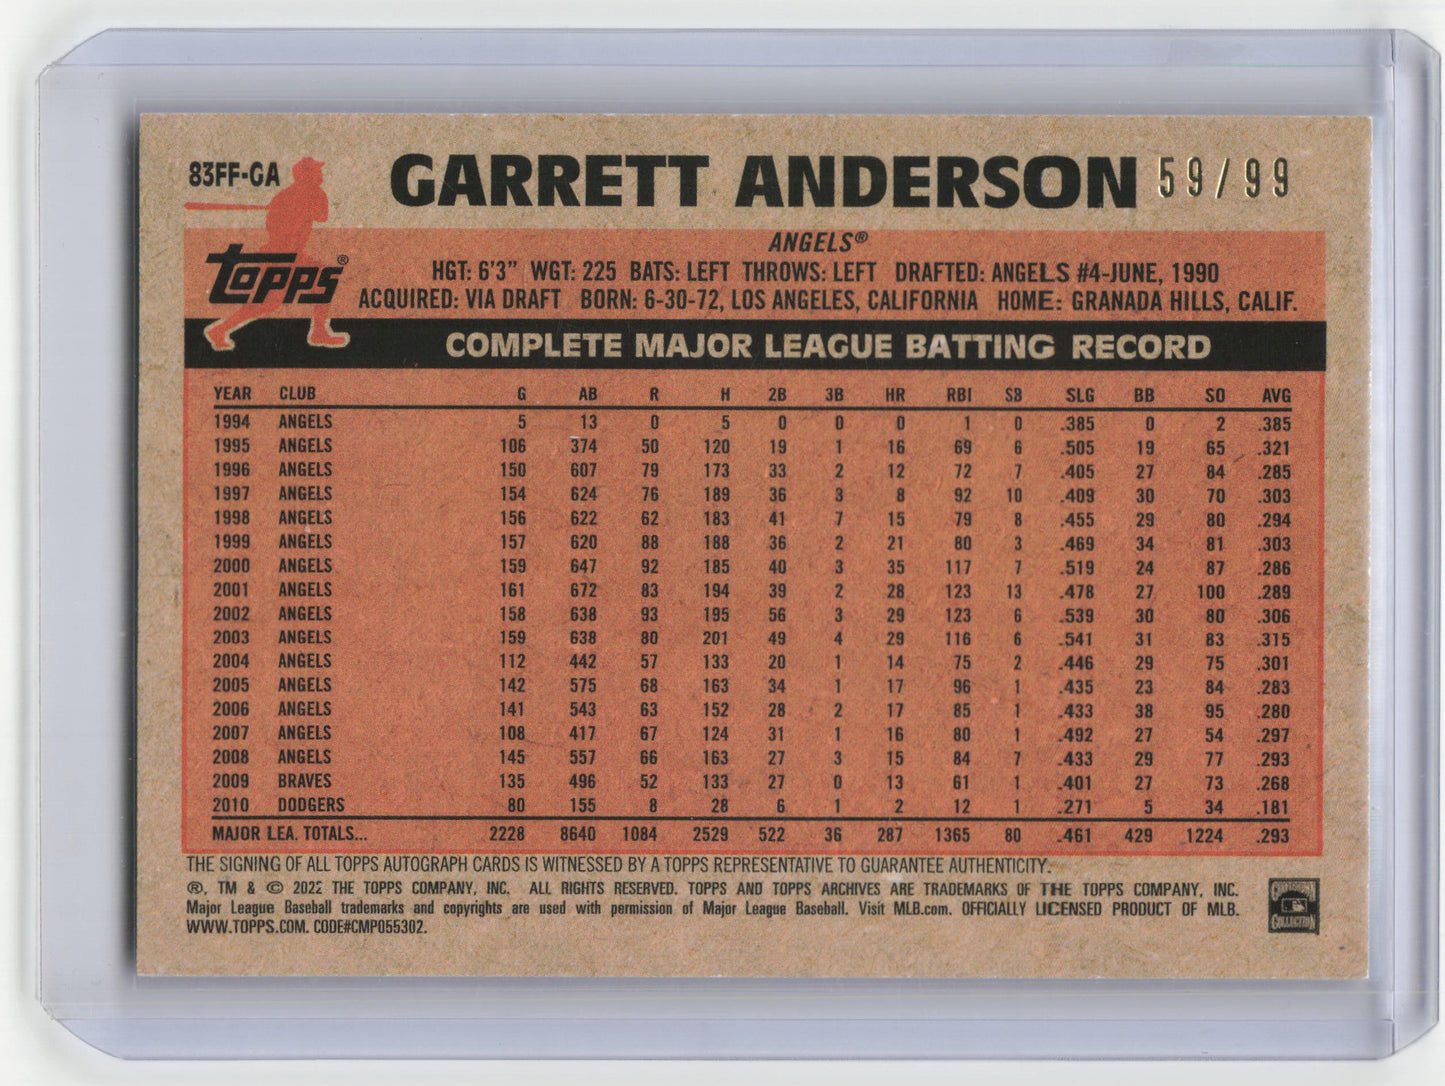 83FF-GA GARRETT ANDERSON 59/99
ANGELS®
Topps® HGT: 6'3" WGT: 225 BATS: LEFT THROWS: LEFT DRAFTED: ANGELS #4-JUNE, 1990
ACQUIRED: VIA DRAFT BORN: 6-30-72, LOS ANGELES, CALIFORNIA HOME: GRANADA HILLS, CALIF.
COMPLETE MAJOR LEAGUE BATTING RECORD
YEAR CLUB G AB R H 2B 3B HR RBI SB SLG BB SO AVG
1994 ANGELS 5 13 0 5 0 0 0 1 0 .385 0 2 .385
1995 ANGELS 106 374 50 120 19 1 16 69 6 .505 19 65 .321
1996 ANGELS 150 607 79 173 33 2 12 72 7 .405 27 84 .285
1997 ANGELS 154 624 76 189 36 3 8 92 10 .409 30 70 .303
1998 ANGELS 156 622 62 183 41 7 15 79 8 .455 29 80 .294
1999 ANGELS 157 620 88 188 36 2 21 80 3 .469 34 81 .303
2000 ANGELS 159 647 92 185 40 3 35 117 7 .519 24 87 .286
2001 ANGELS 161 672 83 194 39 2 28 123 13 .478 27 100 .289
2002 ANGELS 158 638 93 195 56 3 29 123 6 .539 30 80 .306
2003 ANGELS 159 638 80 201 49 4 29 116 6 .541 31 83 .315
2004 ANGELS 112 442 57 133 20 1 14 75 2 .446 29 75 .301
2005 ANGELS 142 575 68 163 34 1 17 96 1 .435 23 84 .283
2006 ANGELS 141 543 63 152 28 2 17 85 1 .433 38 95 .280
2007 ANGELS 108 417 67 124 31 1 16 80 1 .492 27 54 .297
2008 ANGELS 145 557 66 163 27 3 15 84 7 .433 29 77 .293
2009 BRAVES 135 496 52 133 27 0 13 61 1 .401 27 73 .268
2010 DODGERS 80 155 8 28 6 1 2 12 1 .271 5 34 .181
MAJOR LEA. TOTALS... 2228 8640 1084 2529 522 36 287 1365 80 .461 429 1224 .293
THE SIGNING OF ALL TOPPS AUTOGRAPH CARDS IS WITNESSED BY A TOPPS REPRESENTATIVE TO GUARANTEE AUTHENTICITY.
®, TM & © 2022 THE TOPPS COMPANY, INC. ALL RIGHTS RESERVED. TOPPS AND TOPPS ARCHIVES ARE TRADEMARKS OF THE TOPPS COMPANY, INC.
Major League Baseball trademarks and copyrights are used with permission of Major League Baseball. Visit MLB.com. OFFICIALLY LICENSED PRODUCT OF MLB.
WWW.TOPPS.COM. CODE#CMP055302.
COOPERSTOWN
COLLECTION